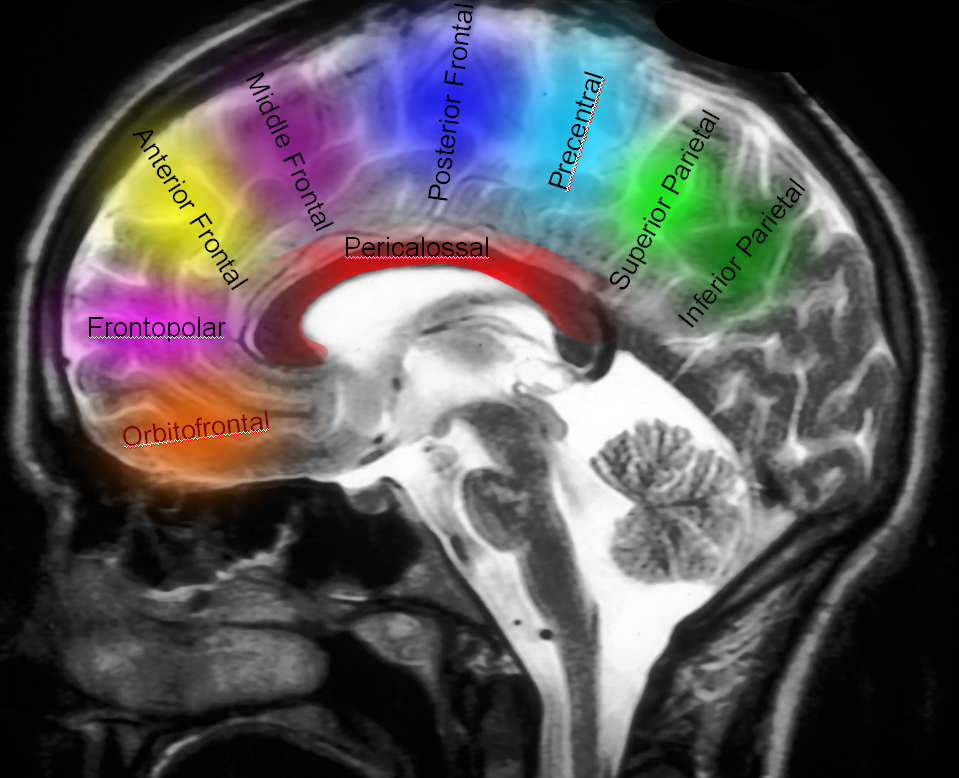 Posterior Frontal
Precentral
Middle Frontal
Anterior Frontal
Superior Parietal
Inferior Parietal
Pericalossal
Frontopolar
Orbitofrontal